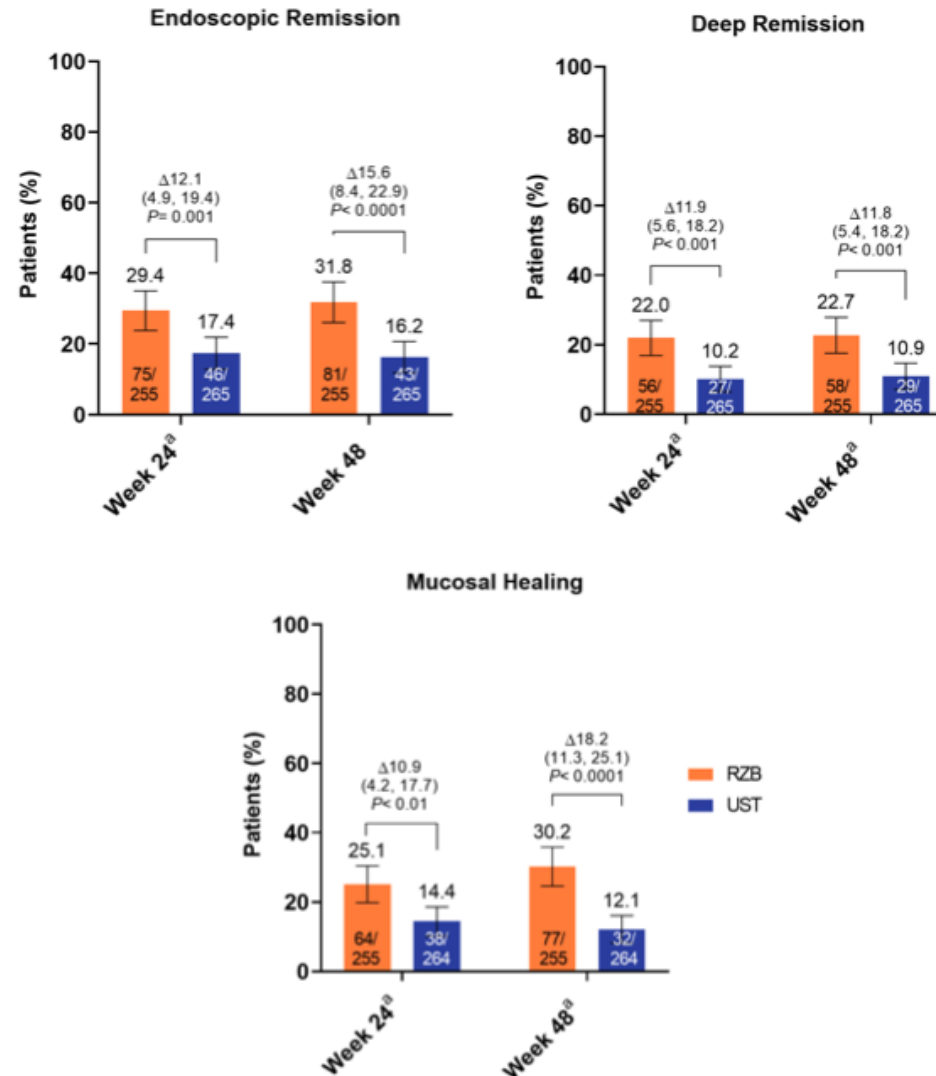 Endoscopic Remission
Patients (%)
100
80
60
40
20
0
Δ12.1
(4.9, 19.4)
P= 0.001
29.4
17.4
75/
255
46/
265
Δ15.6
(8.4, 22.9)
P< 0.0001
31.8
16.2
81/
255
43/
265
Week 24ᵃ
Week 48
Deep Remission
Patients (%)
100
80
60
40
20
0
Δ11.9
(5.6, 18.2)
P< 0.001
22.0
10.2
56/
255
27/
265
Δ11.8
(5.4, 18.2)
P< 0.001
22.7
10.9
58/
255
29/
265
Week 24ᵃ
Week 48ᵃ
Mucosal Healing
Patients (%)
100
80
60
40
20
0
Δ10.9
(4.2, 17.7)
P< 0.01
25.1
14.4
64/
255
38/
264
Δ18.2
(11.3, 25.1)
P< 0.0001
30.2
12.1
77/
255
32/
264
Week 24ᵃ
Week 48ᵃ
RZB
UST